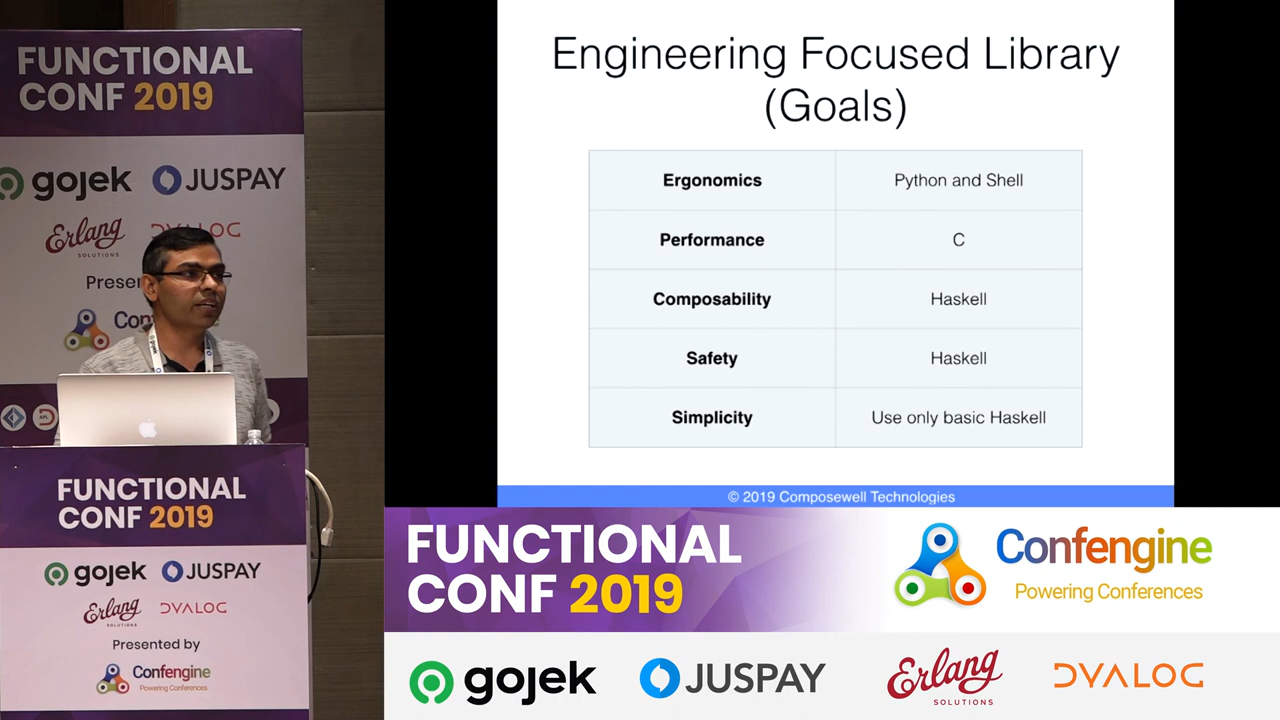 FUNCTIONAL
CONF 2019
gojek JUSPAY
Erlang
SOLUTIONS
DYALOG
Presen
Con
APL
FUNCTIONAL
CONF 2019
gojek JUSPAY
Erlang
SOLUTIONS
DYALOG
Presented by
Confengine
Powering Conferences
Engineering Focused Library
(Goals)
Ergonomics Python and Shell
Performance C
Composability Haskell
Safety Haskell
Simplicity Use only basic Haskell
© 2019 Composewell Technologies
FUNCTIONAL
CONF 2019
Confengine
Powering Conferences
gojek JUSPAY
Erlang
SOLUTIONS
DYALOG